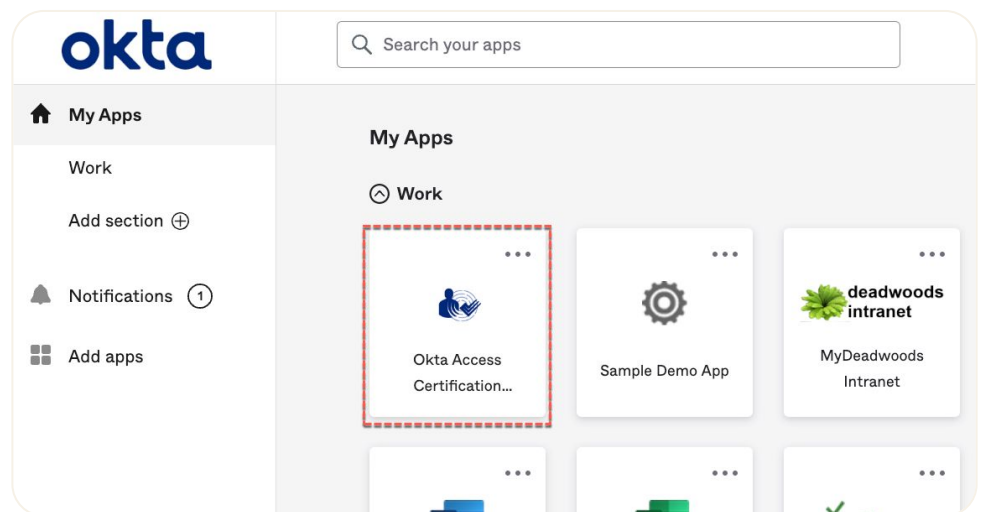 okta
Search your apps
My Apps
Work
Add section
Notifications 1
Add apps
My Apps
Work
Okta Access
Certification...
Sample Demo App
deadwoods
intranet
MyDeadwoods
Intranet